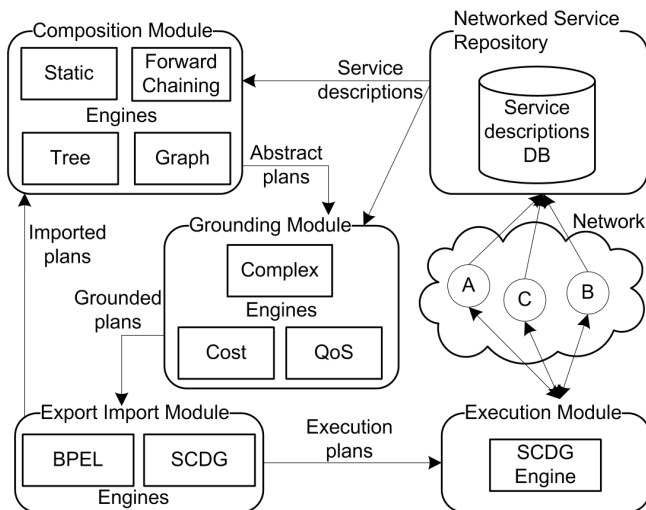 Composition Module
Static
Forward
Chaining
Engines
Tree
Graph
Service
descriptions
Networked Service
Repository
Service
descriptions
DB
Abstract
plans
Imported
plans
Grounding Module
Complex
Engines
Cost
QoS
Grounded
plans
Network
A
C
B
Export Import Module
BPEL
SCDG
Engines
Execution
plans
Execution Module
SCDG
Engine